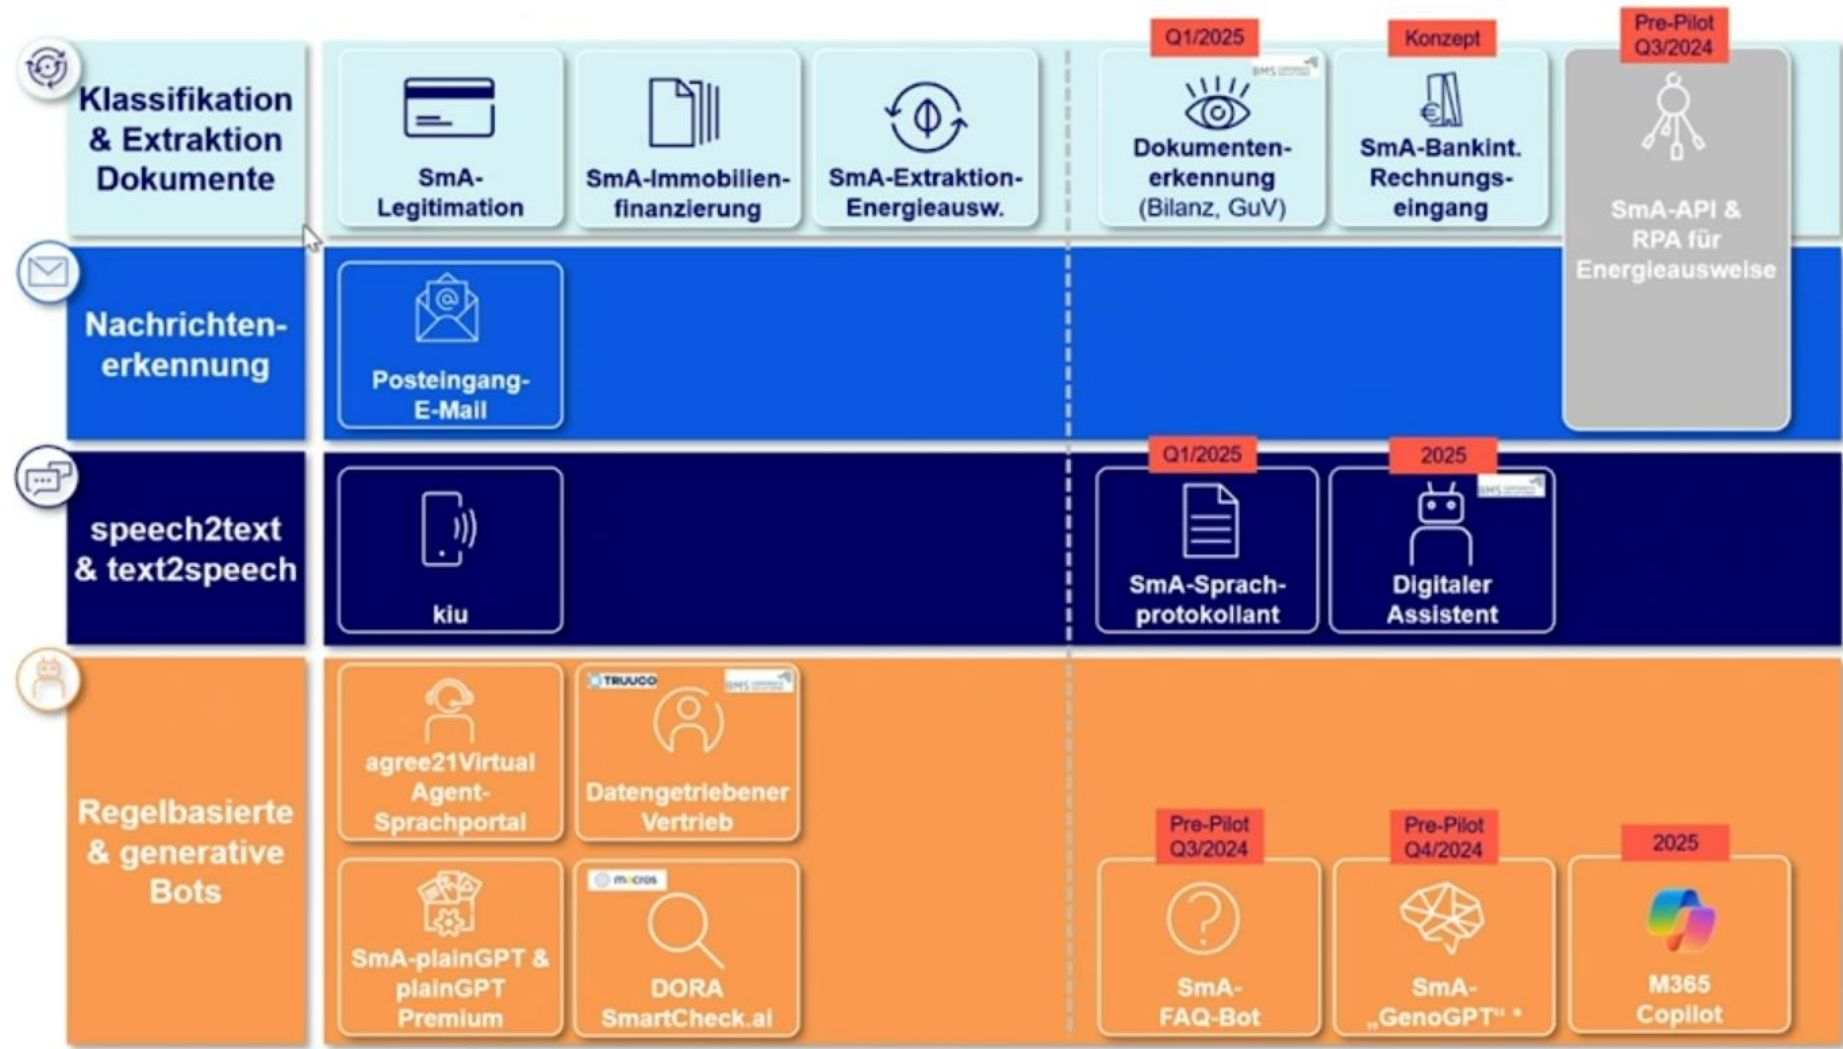 Klassifikation
& Extraktion
Dokumente
SmA-
Legitimation
SmA-Immobilien-
finanzierung
SmA-Extraktion-
Energieausw.
Q1/2025
BMS
Dokumenten-
erkennung
(Bilanz, GuV)
Konzept
SmA-Bankint.
Rechnungs-
eingang
Pre-Pilot
Q3/2024
SmA-API &
RPA für
Energieausweise
Nachrichten-
erkennung
Posteingang-
E-Mail
speech2text
& text2speech
kiu
Q1/2025
SmA-Sprach-
protokollant
2025
BMS
Digitaler
Assistent
Regelbasierte
& generative
Bots
agree21Virtual
Agent-
Sprachportal
TRUUCO
BMS
Datengetriebener
Vertrieb
SmA-plainGPT &
plainGPT
Premium
macros
DORA
SmartCheck.ai
Pre-Pilot
Q3/2024
SmA-
FAQ-Bot
Pre-Pilot
Q4/2024
SmA-
„GenoGPT“ *
2025
M365
Copilot